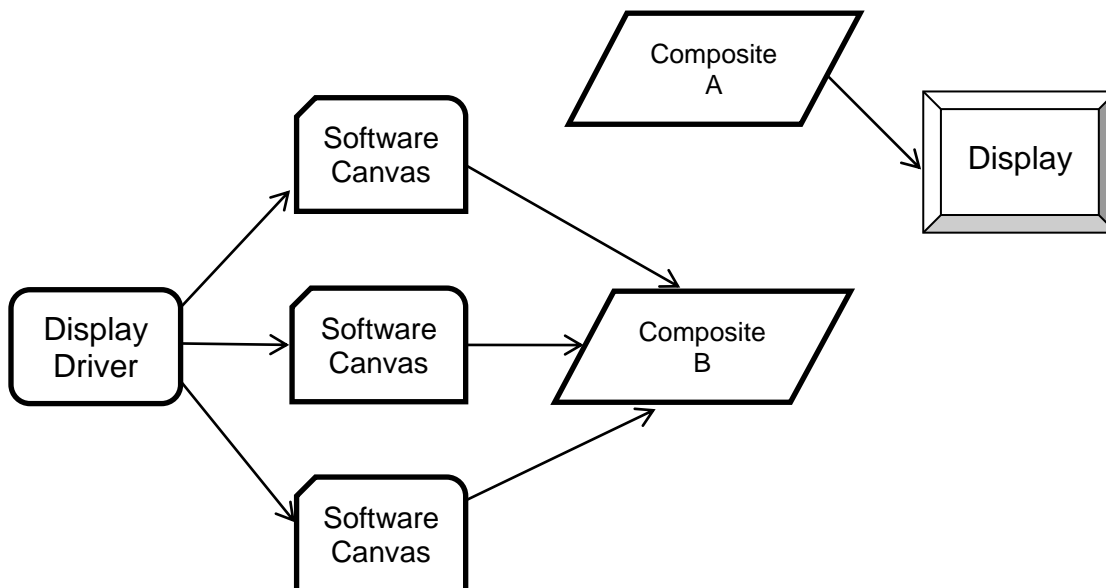 Composite
A
Display
Software
Canvas
Display
Driver
Software
Canvas
Composite
B
Software
Canvas